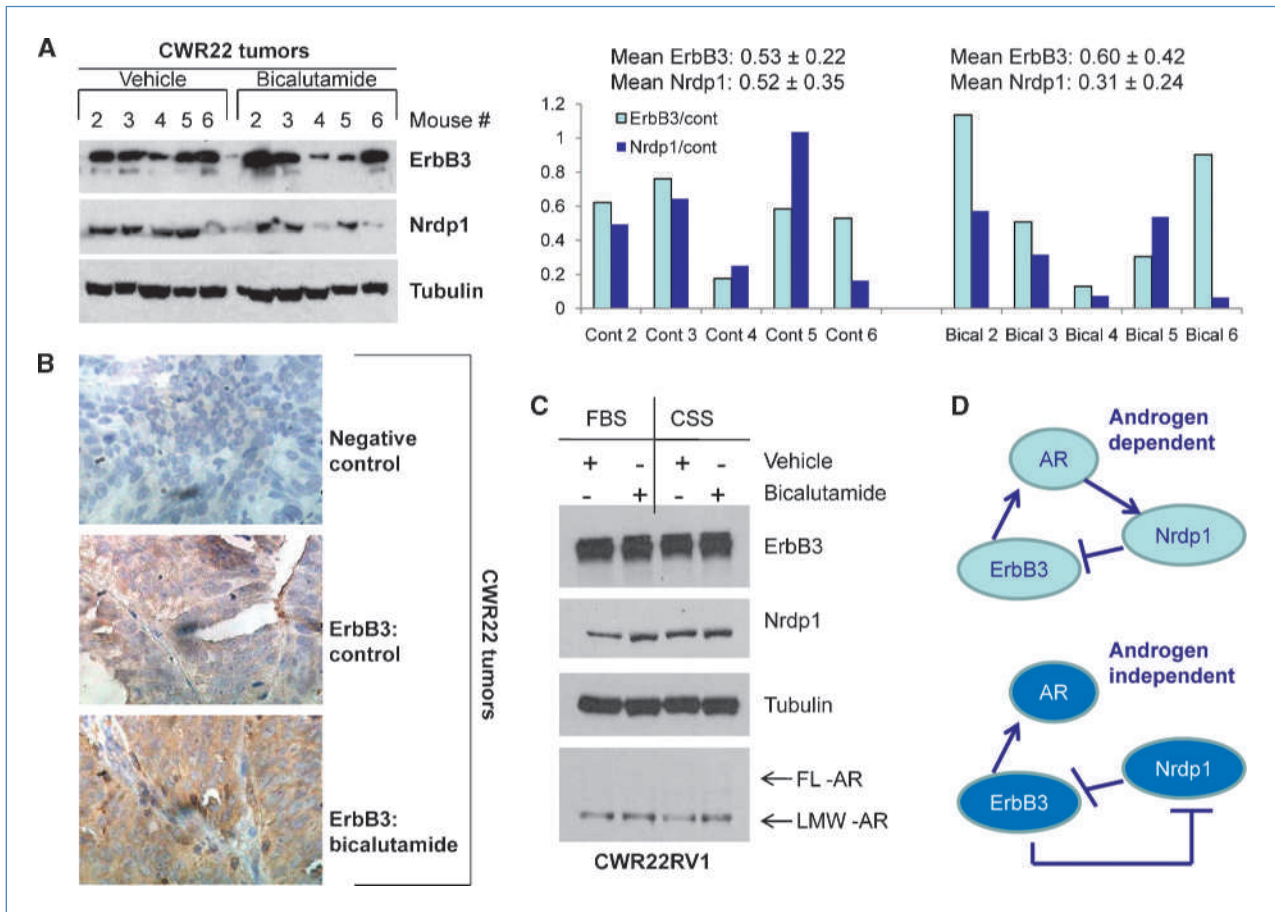 A
CWR22 tumors
Vehicle Bicalutamide
2 3 4 5 6 2 3 4 5 6 Mouse #
ErbB3
Nrdp1
Tubulin
Mean ErbB3: 0.53 ± 0.22
Mean Nrdp1: 0.52 ± 0.35
Mean ErbB3: 0.60 ± 0.42
Mean Nrdp1: 0.31 ± 0.24
ErbB3/cont
Nrdp1/cont
1.2
1
0.8
0.6
0.4
0.2
0
Cont 2 Cont 3 Cont 4 Cont 5 Cont 6 Bical 2 Bical 3 Bical 4 Bical 5 Bical 6
B
Negative
control
ErbB3:
control
ErbB3:
bicalutamide
CWR22 tumors
C
FBS CSS
+ - + - Vehicle
- + - + Bicalutamide
ErbB3
Nrdp1
Tubulin
FL -AR
LMW -AR
CWR22RV1
D
Androgen
dependent
AR
Nrdp1
ErbB3
Androgen
independent
AR
Nrdp1
ErbB3